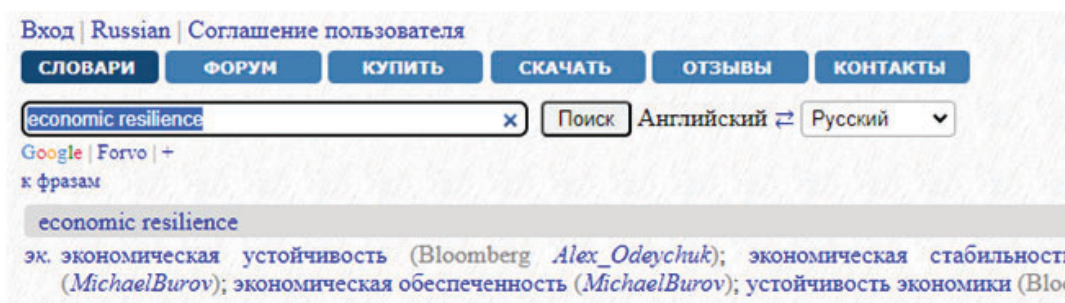 Вход | Russian | Соглашение пользователя
СЛОВАРИ ФОРУМ КУПИТЬ СКАЧАТЬ ОТЗЫВЫ КОНТАКТЫ
economic resilience × Поиск Английский ⇄ Русский
Google | Forvo | +
к фразам
economic resilience
эк. экономическая устойчивость (Bloomberg Alex_Odeychuk); экономическая стабильност
(MichaelBurov); экономическая обеспеченность (MichaelBurov); устойчивость экономики (Blo